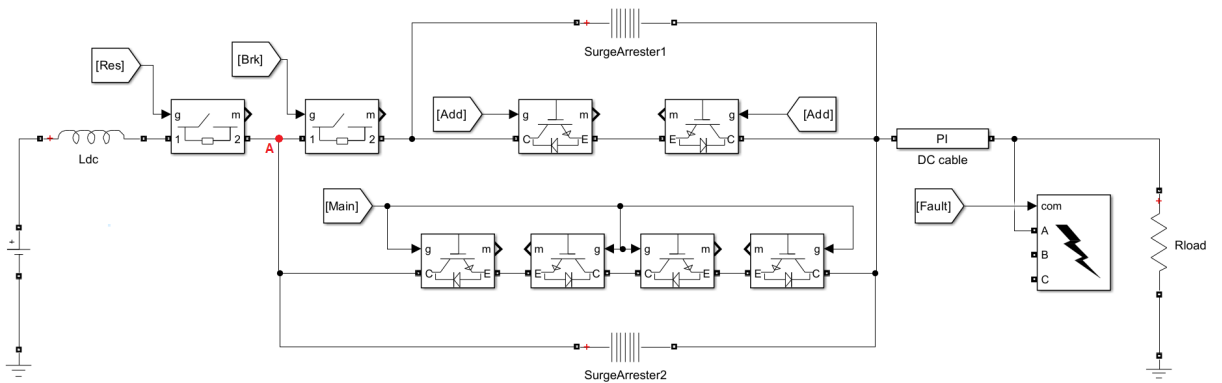 SurgeArrester1
[Res]
[Brk]
g
m
1
2
g
m
1
2
[Add]
g
m
C
E
m
g
E
C
[Add]
+
Ldc
A
+
PI
DC cable
[Main]
g
m
C
E
m
g
E
C
g
m
C
E
m
g
E
C
[Fault]
com
A
B
C
+
Rload
+
+
SurgeArrester2